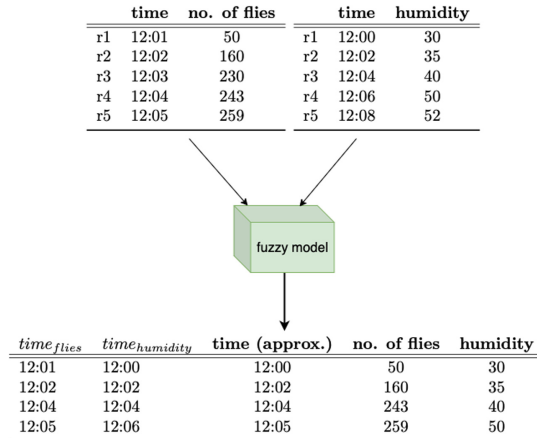 time no. of flies time humidity
r1 12:01 50 r1 12:00 30
r2 12:02 160 r2 12:02 35
r3 12:03 230 r3 12:04 40
r4 12:04 243 r4 12:06 50
r5 12:05 259 r5 12:08 52
fuzzy model
time flies time humidity time (approx.) no. of flies humidity
12:01 12:00 12:00 50 30
12:02 12:02 12:02 160 35
12:04 12:04 12:04 243 40
12:05 12:06 12:05 259 50